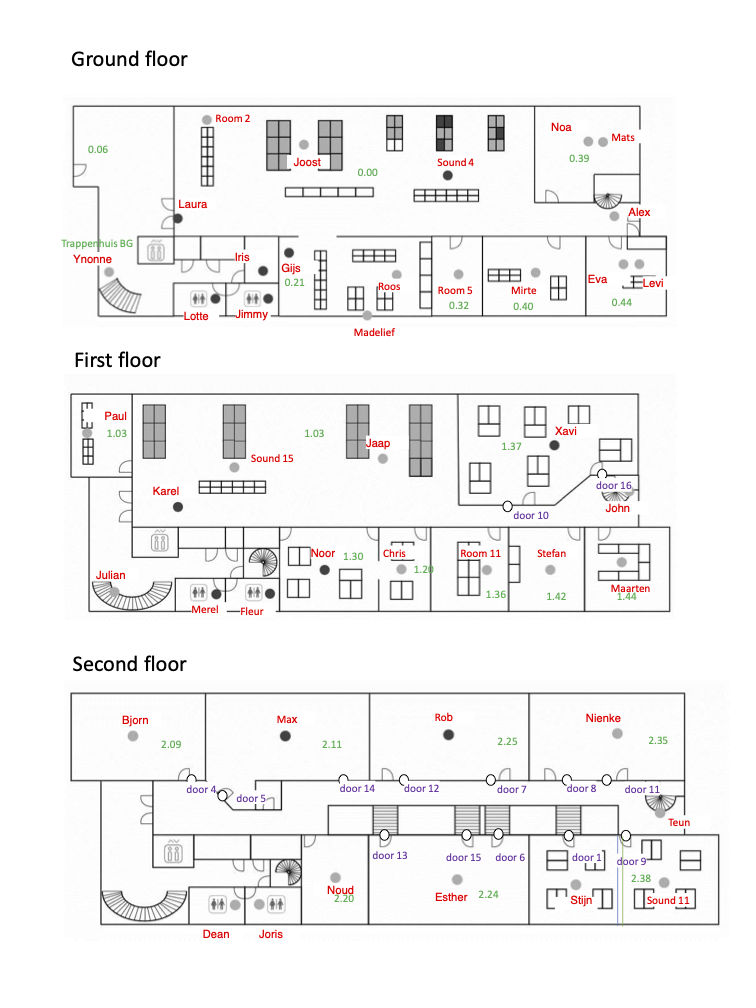 Ground floor
Room 2
Noa
Mats
0.06
Joost
Sound 4
0.39
0.00
Laura
Alex
Trappenhuis BG
Ynonne
Iris
Gijs
0.21
Roos
Room 5
0.32
Mirte
0.40
Eva
Levi
0.44
Lotte
Jimmy
Madelief
First floor
Paul
1.03
1.03
Xavi
Jaap
1.37
Sound 15
Karel
door 16
John
door 10
Noor
1.30
Chris
1.20
Room 11
Stefan
Julian
1.36
1.42
Maarten
1.44
Merel
Fleur
Second floor
Bjorn
Max
Rob
Nienke
2.09
2.11
2.25
2.35
door 4
door 5
door 14
door 12
door 7
door 8
door 11
Teun
door 13
door 15
door 6
door 1
door 9
2.38
Noud
2.20
Esther
2.24
Stijn
Sound 11
Dean
Joris